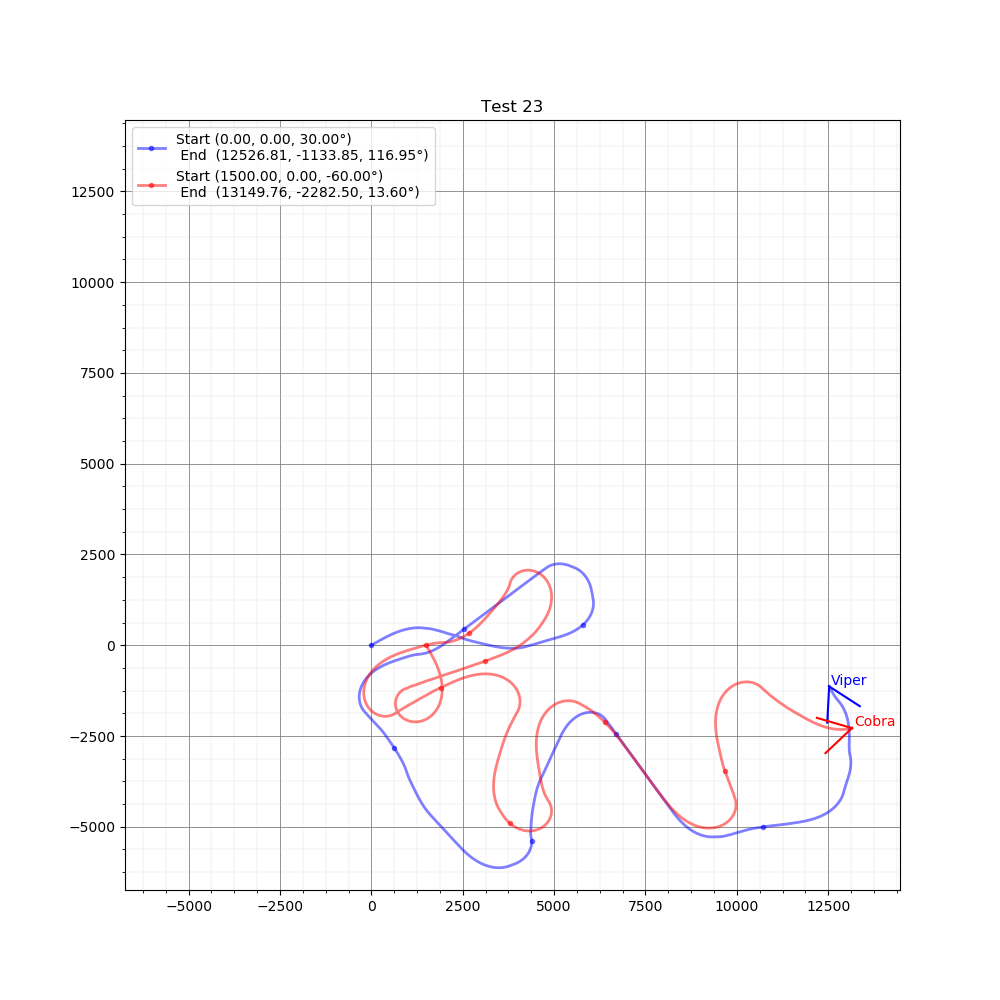 Test 23
Start (0.00, 0.00, 30.00°)
End (12526.81, -1133.85, 116.95°)
Start (1500.00, 0.00, -60.00°)
End (13149.76, -2282.50, 13.60°)
12500
10000
7500
5000
2500
0
−2500
−5000
Viper
Cobra
−5000 −2500 0 2500 5000 7500 10000 12500